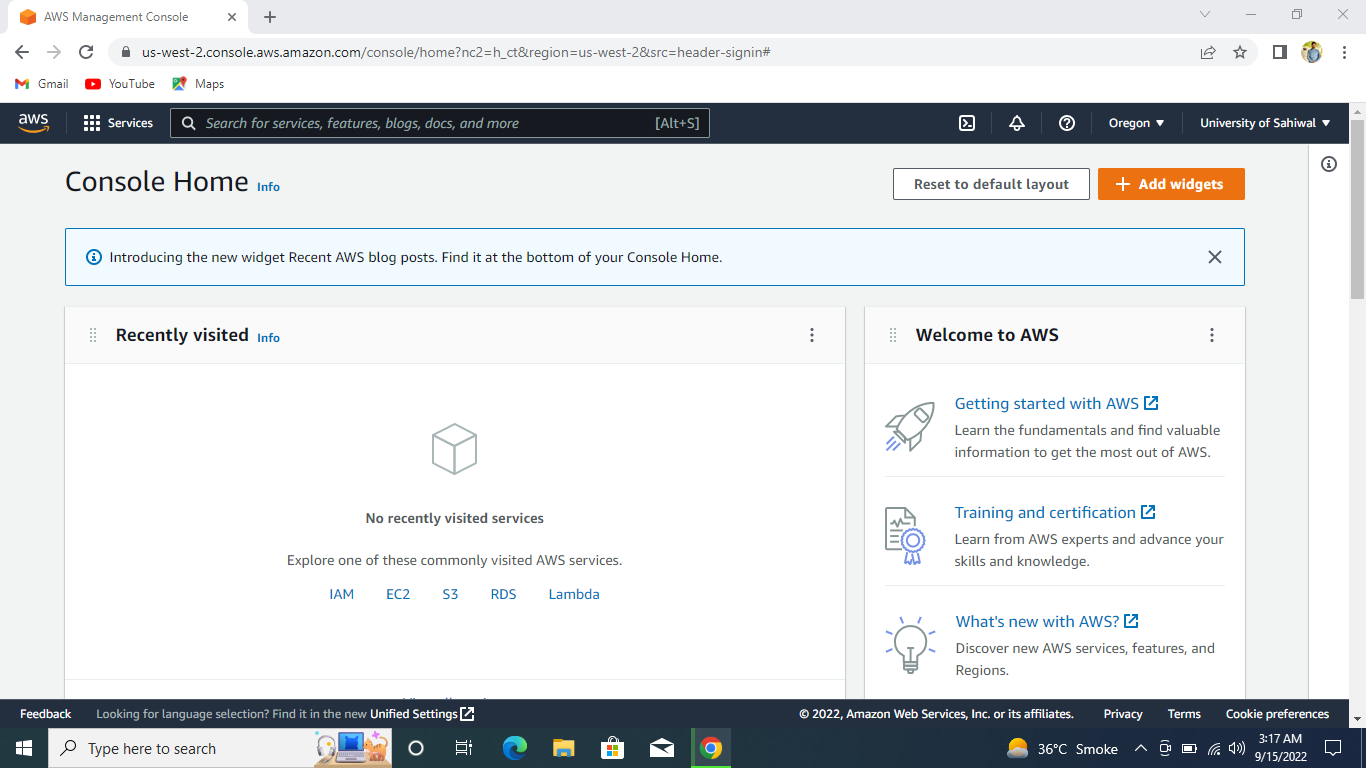 AWS Management Console
us-west-2.console.aws.amazon.com/console/home?nc2=h_ct&region=us-west-2&src=header-signin#
Gmail YouTube Maps
aws Services Search for services, features, blogs, docs, and more [Alt+S] Oregon University of Sahiwal
Console Home Info Reset to default layout Add widgets
Introducing the new widget Recent AWS blog posts. Find it at the bottom of your Console Home.
Recently visited Info
No recently visited services
Explore one of these commonly visited AWS services.
IAM EC2 S3 RDS Lambda
Welcome to AWS
Getting started with AWS
Learn the fundamentals and find valuable
information to get the most out of AWS.
Training and certification
Learn from AWS experts and advance your
skills and knowledge.
What's new with AWS?
Discover new AWS services, features, and
Regions.
Feedback Looking for language selection? Find it in the new Unified Settings © 2022, Amazon Web Services, Inc. or its affiliates. Privacy Terms Cookie preferences
Type here to search 36°C Smoke 3:17 AM
9/15/2022